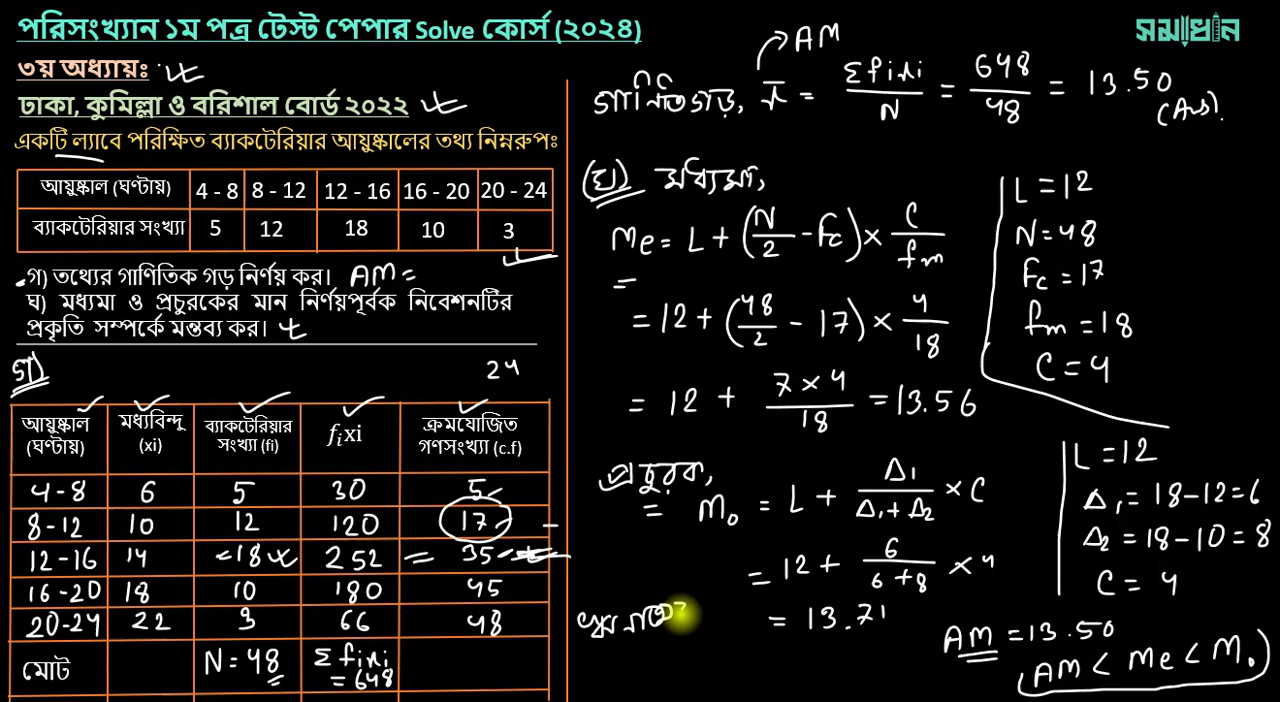 পরিসংখ্যান ১ম পত্র টেস্ট পেপার Solve কোর্স (২০২৪)
সমাধান
৩য় অধ্যায়ঃ
ঢাকা, কুমিল্লা ও বরিশাল বোর্ড ২০২২
একটি ল্যাবে পরিক্ষিত ব্যাকটেরিয়ার আয়ুষ্কালের তথ্য নিম্নরুপঃ
আয়ুষ্কাল (ঘণ্টায়) 4 - 8 8 - 12 12 - 16 16 - 20 20 - 24
ব্যাকটেরিয়ার সংখ্যা 5 12 18 10 3
গ) তথ্যের গাণিতিক গড় নির্ণয় কর। AM =
ঘ) মধ্যমা ও প্রচুরকের মান নির্ণয়পূর্বক নিবেশনটির
প্রকৃতি সম্পর্কে মন্তব্য কর।
গ) 24
আয়ুষ্কাল (ঘণ্টায়) মধ্যবিন্দু (xi) ব্যাকটেরিয়ার সংখ্যা (fi) fixi ক্রমযোজিত গণসংখ্যা (c.f)
4-8 6 5 30 5
8-12 10 12 120 17
12-16 14 18 252 = 35
16-20 18 10 180 45
20-24 22 3 66 48
মোট N = 48 Σfixi = 648
→ AM
গানিতিগড়, x̄ = Σfixi/N = 648/48 = 13.50 (Ans).
(ঘ) মধ্যমা,
Me = L + (N/2 - Fc) × C/fm
=
= 12 + (48/2 - 17) × 4/18
= 12 + 7 × 4/18 = 13.56
L = 12
N = 48
Fc = 17
fm = 18
C = 4
প্রচুরক,
= Mo = L + Δ1/Δ1+Δ2 × C
= 12 + 6/6+8 × 4
= 13.71
L = 12
Δ1 = 18-12 = 6
Δ2 = 18-10 = 8
C = 4
AM = 13.50
AM < Me < Mo